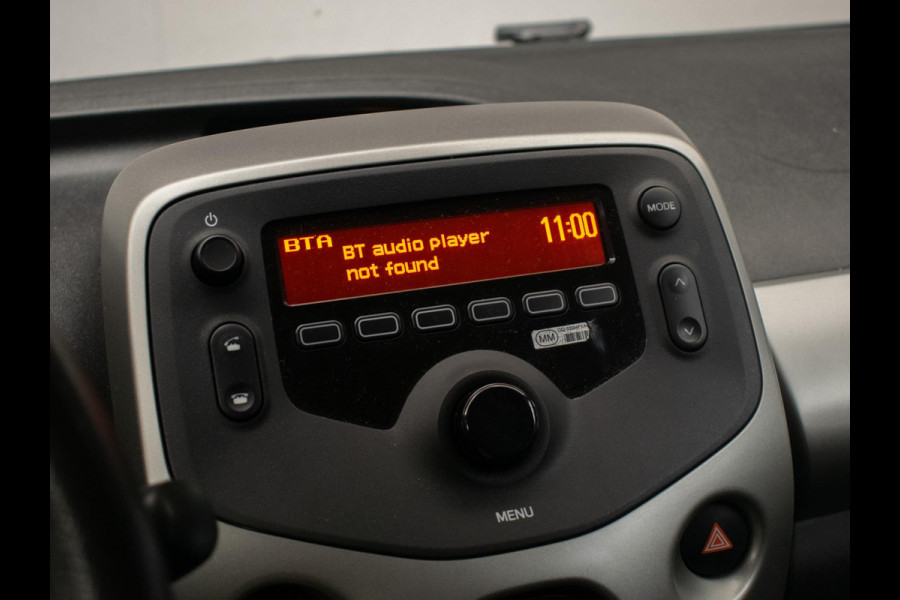 BTA
BT audio player
not found
11:00
MODE
MM
MENU